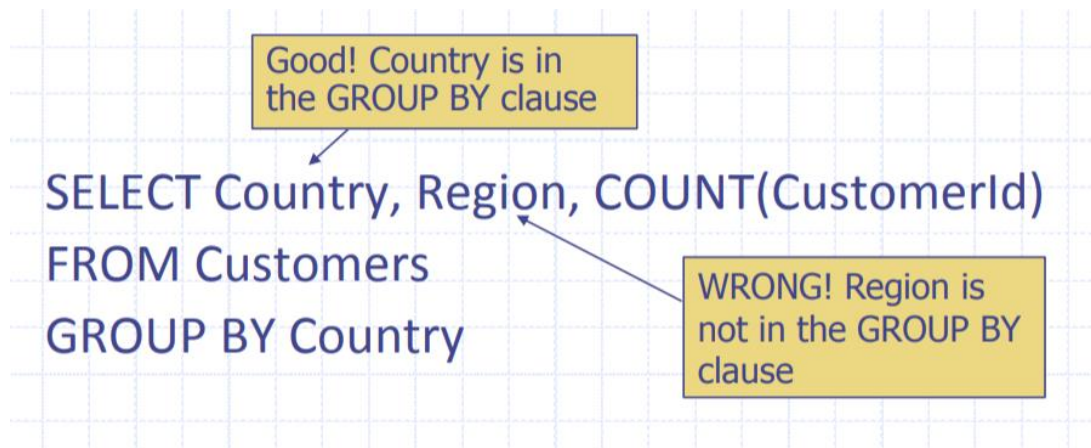 Good! Country is in
the GROUP BY clause
SELECT Country, Region, COUNT(CustomerId)
FROM Customers
GROUP BY Country
WRONG! Region is
not in the GROUP BY
clause